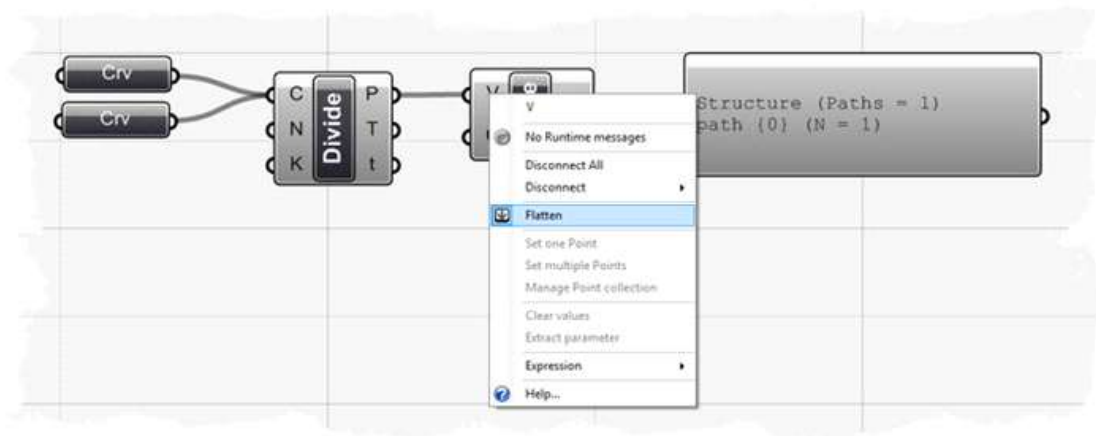 Crv
Crv
C
N
K
Divide
P
T
t
V
Structure (Paths = 1)
path {0} (N = 1)
V
No Runtime messages
Disconnect All
Disconnect
Flatten
Set one Point
Set multiple Points
Manage Point collection
Clear values
Extract parameter
Expression
Help...